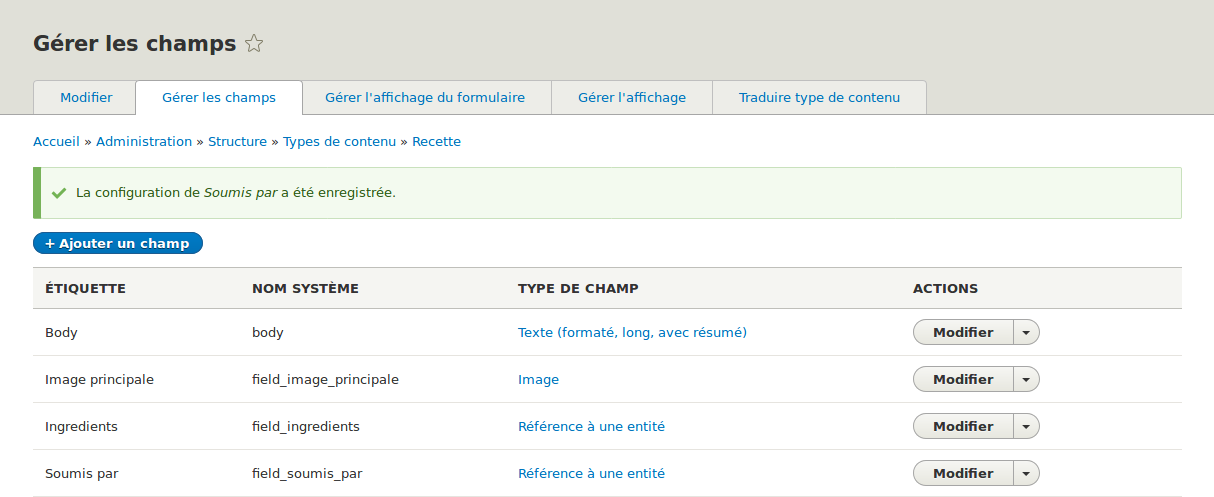 Gérer les champs
Modifier Gérer les champs Gérer l'affichage du formulaire Gérer l'affichage Traduire type de contenu
Accueil » Administration » Structure » Types de contenu » Recette
La configuration de Soumis par a été enregistrée.
+ Ajouter un champ
ÉTIQUETTE NOM SYSTÈME TYPE DE CHAMP ACTIONS
Body body Texte (formaté, long, avec résumé) Modifier
Image principale field_image_principale Image Modifier
Ingredients field_ingredients Référence à une entité Modifier
Soumis par field_soumis_par Référence à une entité Modifier